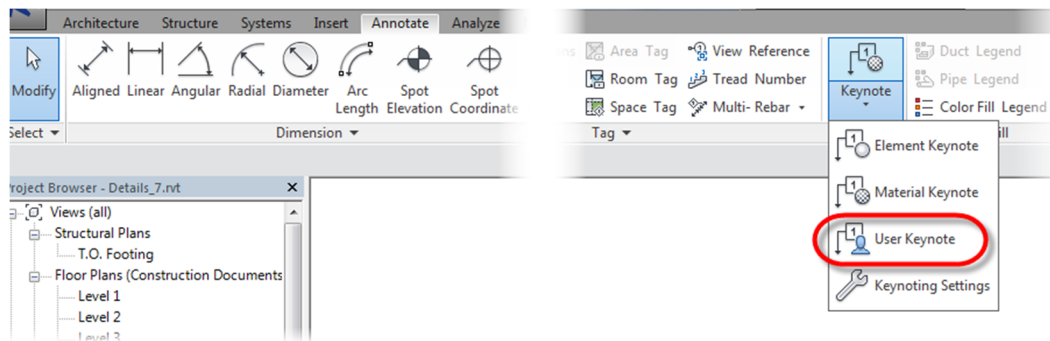 Architecture Structure Systems Insert Annotate Analyze
Modify
Aligned Linear Angular Radial Diameter Arc Length Spot Elevation Spot Coordinate
Select Dimension
Area Tag View Reference
Room Tag Tread Number
Space Tag Multi- Rebar
Tag
Keynote
Duct Legend
Pipe Legend
Color Fill Legend
Element Keynote
Material Keynote
User Keynote
Keynoting Settings
Project Browser - Details_7.rvt
Views (all)
Structural Plans
T.O. Footing
Floor Plans (Construction Documents
Level 1
Level 2
Level 3